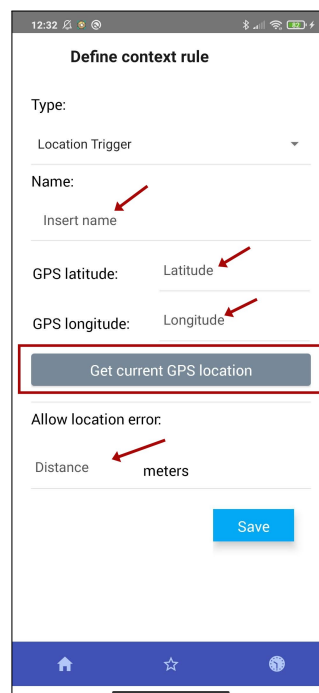 12:32
82
Define context rule
Type:
Location Trigger
Name:
Insert name
GPS latitude: Latitude
GPS longitude: Longitude
Get current GPS location
Allow location error:
Distance meters
Save